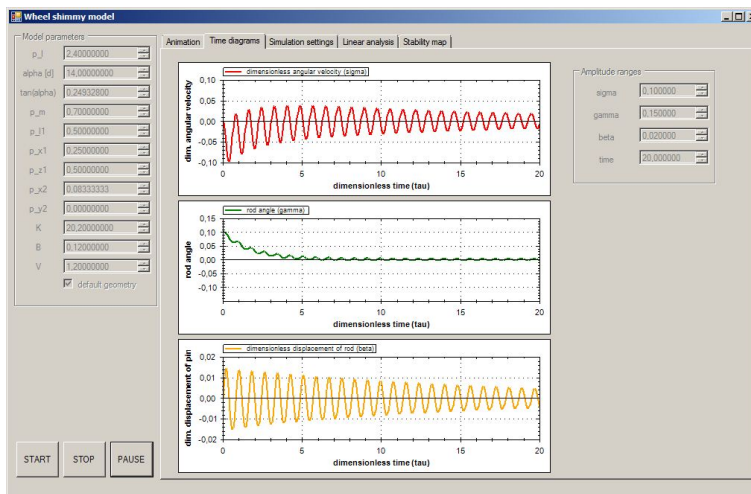 Wheel shimmy model
Model parameters
p_l 2,40000000
alpha [d] 14,00000000
tan(alpha) 0,24932800
p_m 0,70000000
p_l1 0,50000000
p_x1 0,25000000
p_z1 0,50000000
p_x2 0,08333333
p_y2 0,00000000
K 20,20000000
B 0,12000000
V 1,20000000
default geometry
START STOP PAUSE
Animation Time diagrams Simulation settings Linear analysis Stability map
dimensionless angular velocity (sigma)
dim. angular velocity
0,10
0,05
0,00
-0,05
-0,10
0 5 10 15 20
dimensionless time (tau)
rod angle (gamma)
rod angle
0,15
0,10
0,05
0,00
-0,05
-0,10
0 5 10 15 20
dimensionless time (tau)
dimensionless displacement of rod (beta)
dim. displacement of pin
0,02
0,01
0,00
-0,01
-0,02
0 5 10 15 20
dimensionless time (tau)
Amplitude ranges
sigma 0,100000
gamma 0,150000
beta 0,020000
time 20,000000